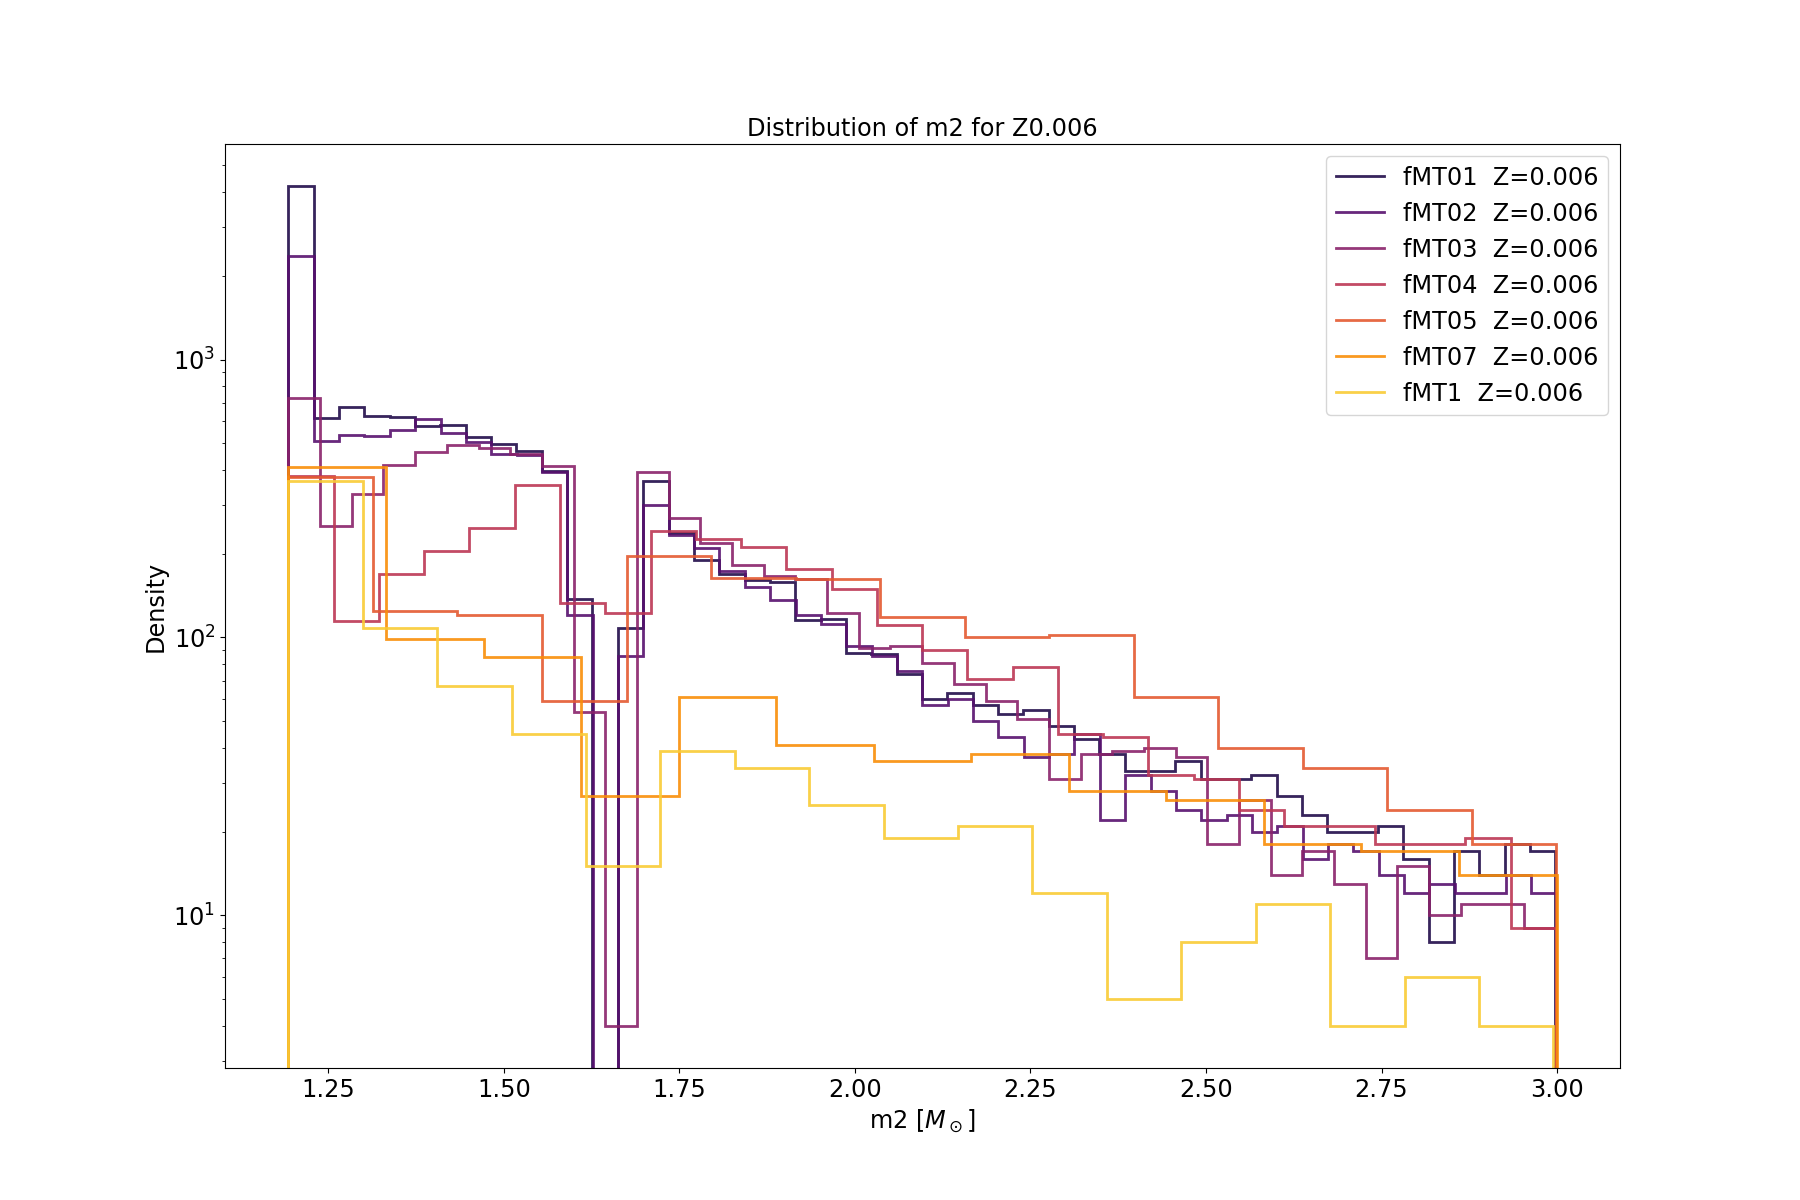 Distribution of m2 for Z0.006
fMT01  Z=0.006
fMT02  Z=0.006
fMT03  Z=0.006
fMT04  Z=0.006
fMT05  Z=0.006
fMT07  Z=0.006
fMT1  Z=0.006
Density
10³
10²
10¹
1.25 1.50 1.75 2.00 2.25 2.50 2.75 3.00
m2 [M_⊙]